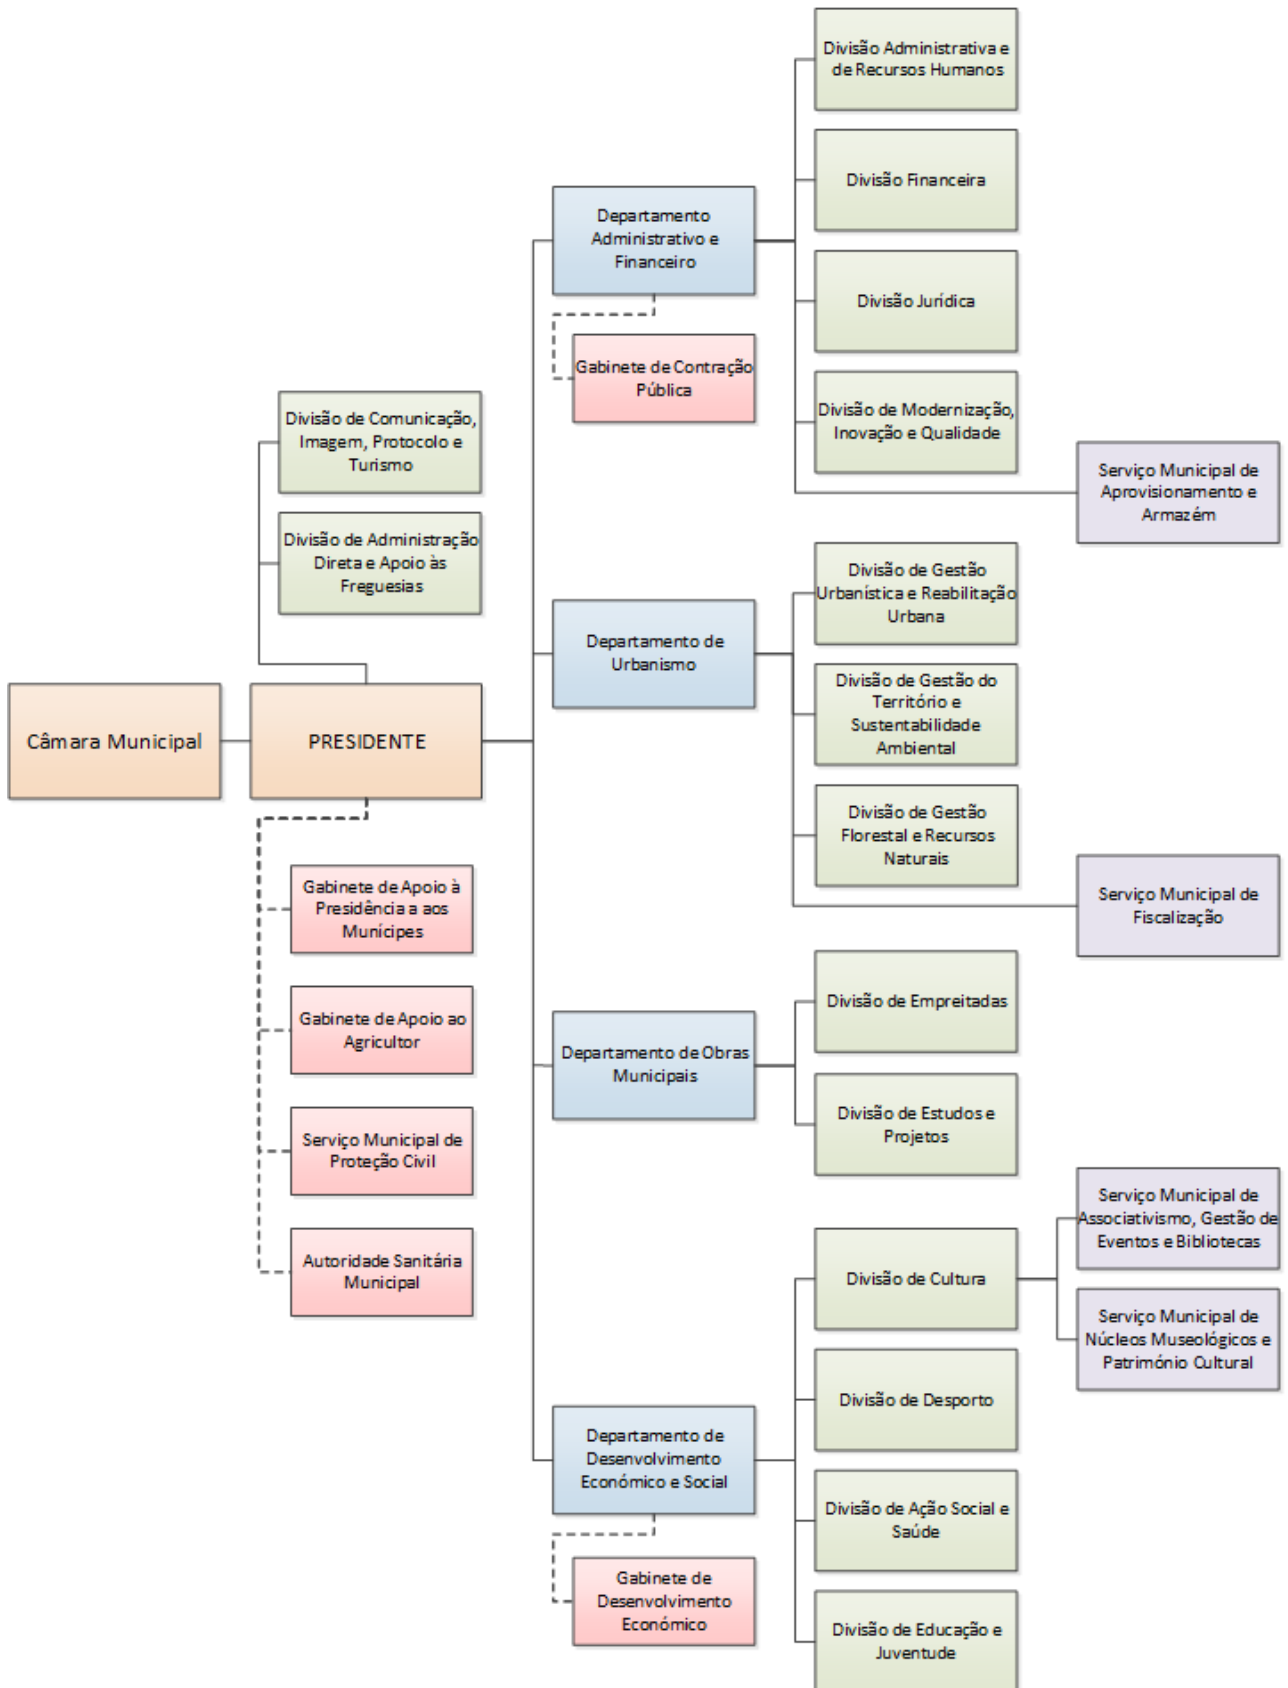 Câmara Municipal
PRESIDENTE
Divisão de Comunicação,
Imagem, Protocolo e
Turismo
Divisão de Administração
Direta e Apoio às
Freguesias
Gabinete de Apoio à
Presidência a aos
Munícipes
Gabinete de Apoio ao
Agricultor
Serviço Municipal de
Proteção Civil
Autoridade Sanitária
Municipal
Departamento
Administrativo e
Financeiro
Gabinete de Contração
Pública
Divisão Administrativa e
de Recursos Humanos
Divisão Financeira
Divisão Jurídica
Divisão de Modernização,
Inovação e Qualidade
Serviço Municipal de
Aprovisionamento e
Armazém
Departamento de
Urbanismo
Divisão de Gestão
Urbanística e Reabilitação
Urbana
Divisão de Gestão do
Território e
Sustentabilidade
Ambiental
Divisão de Gestão
Florestal e Recursos
Naturais
Serviço Municipal de
Fiscalização
Departamento de Obras
Municipais
Divisão de Empreitadas
Divisão de Estudos e
Projetos
Departamento de
Desenvolvimento
Económico e Social
Gabinete de
Desenvolvimento
Económico
Divisão de Cultura
Serviço Municipal de
Associativismo, Gestão de
Eventos e Bibliotecas
Serviço Municipal de
Núcleos Museológicos e
Património Cultural
Divisão de Desporto
Divisão de Ação Social e
Saúde
Divisão de Educação e
Juventude